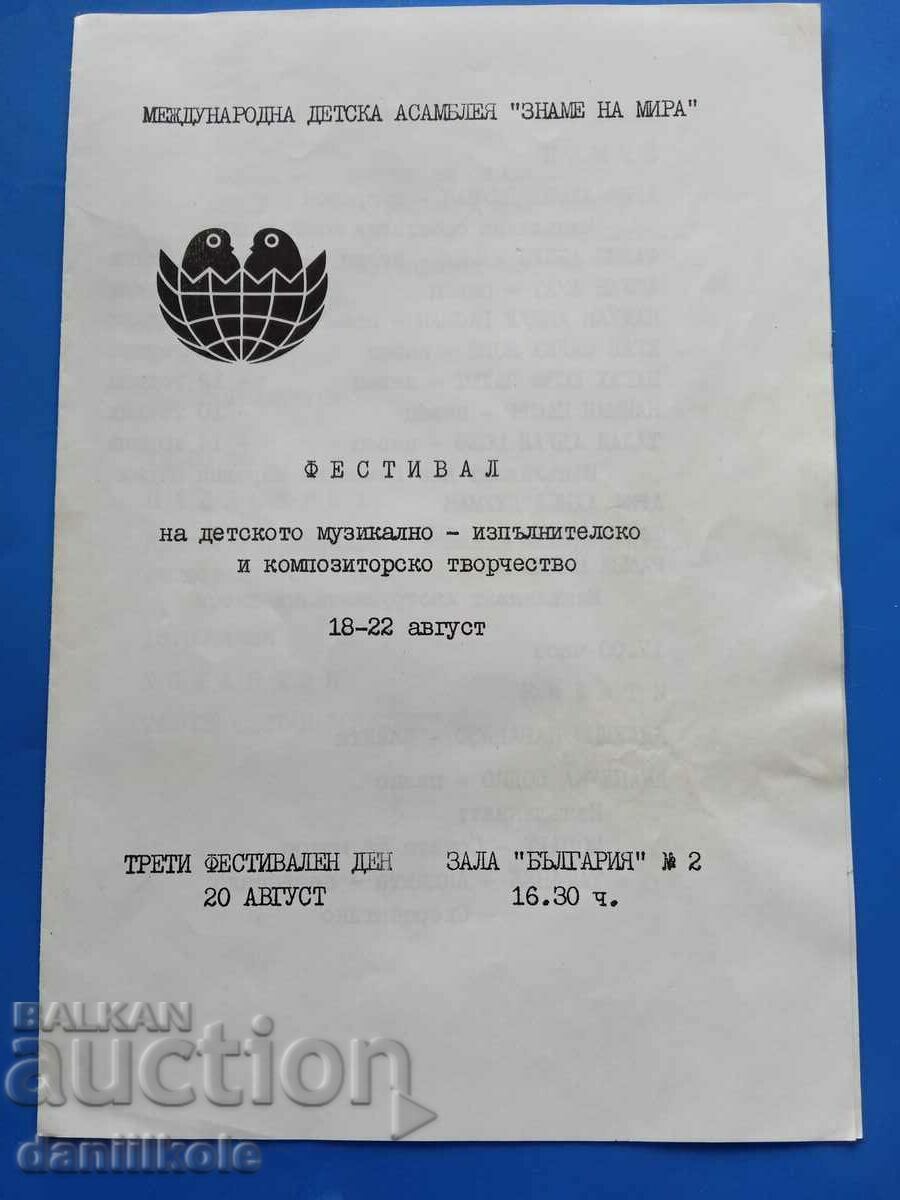 МЕЖДУНАРОДНА ДЕТСКА АСАМБЛЕЯ "ЗНАМЕ НА МИРА"
ФЕСТИВАЛ
на детското музикално - изпълнителско
и композиторско творчество
18-22 август
ТРЕТИ ФЕСТИВАЛЕН ДЕН ЗАЛА "БЪЛГАРИЯ" № 2
20 АВГУСТ 16.30 ч.
BALKAN
auction
daniilkole